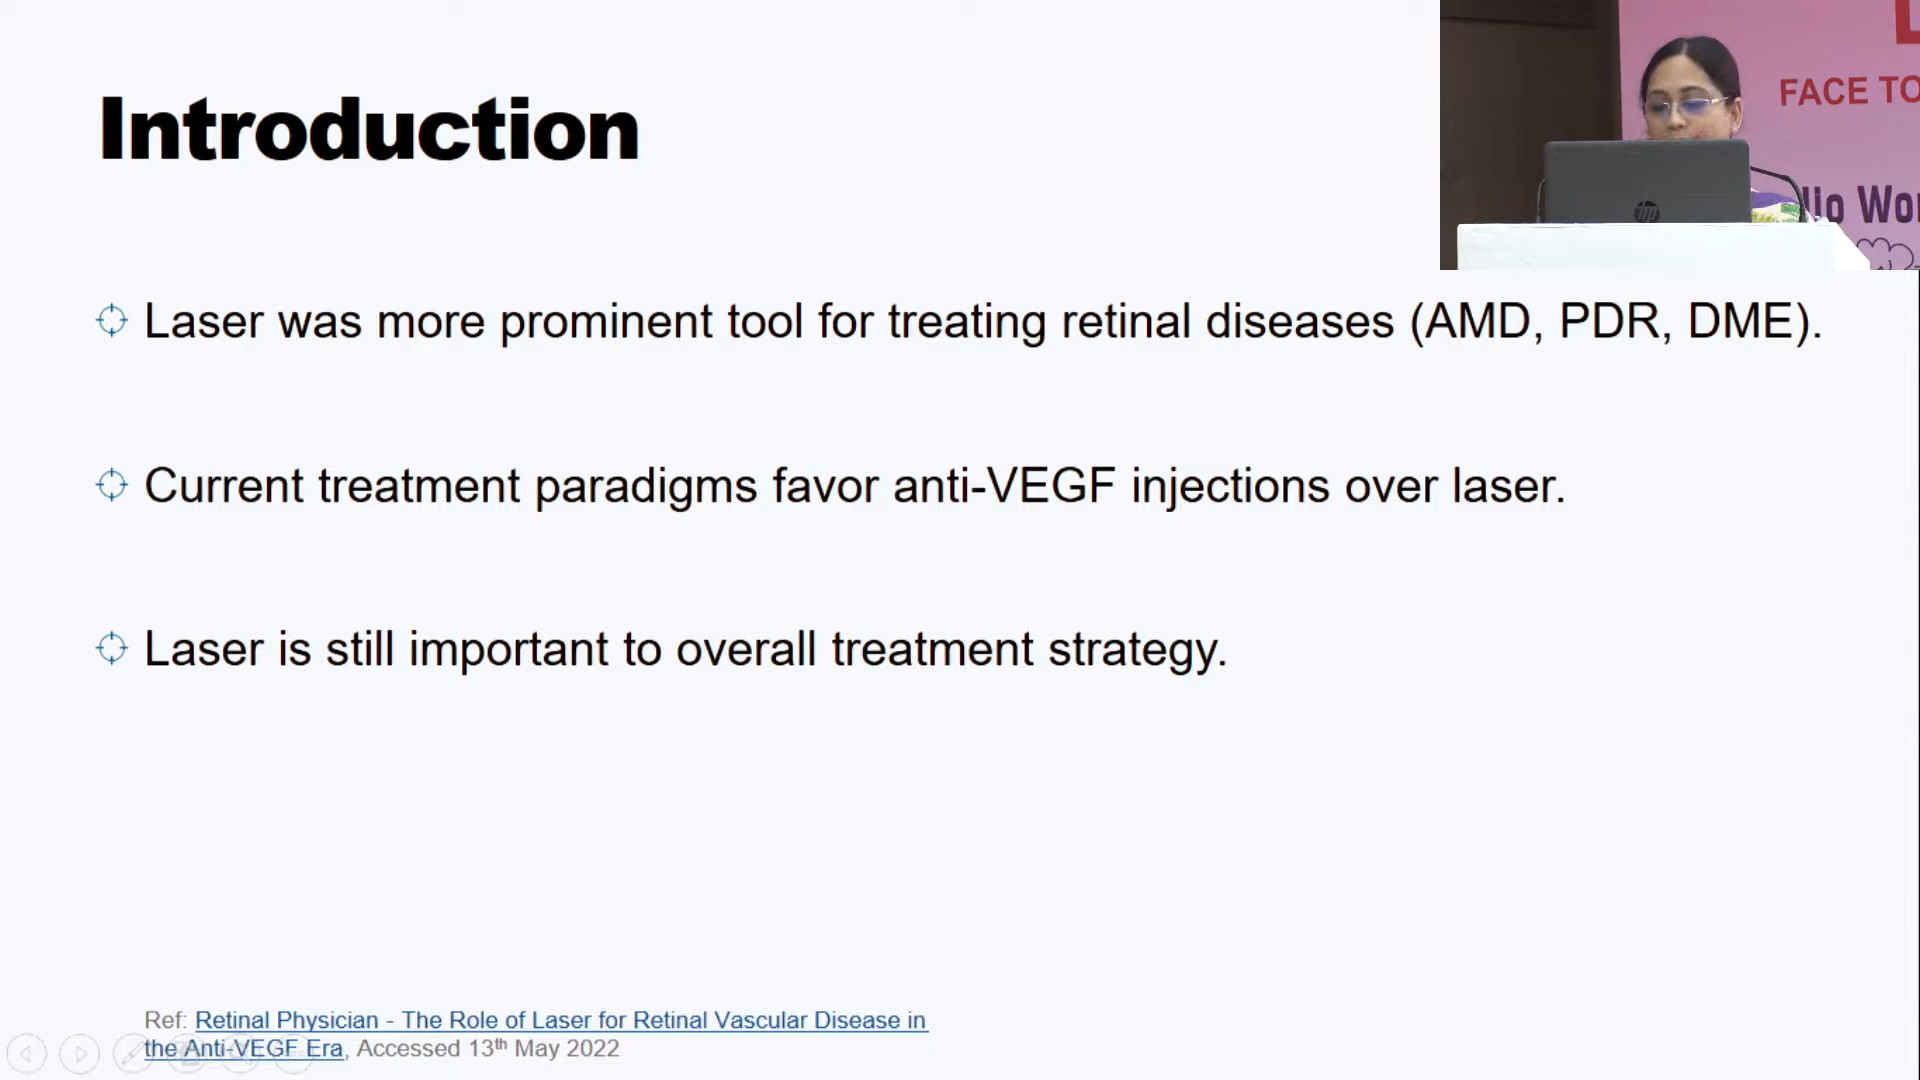 Introduction
FACE TO
Laser was more prominent tool for treating retinal diseases (AMD, PDR, DME).
Current treatment paradigms favor anti-VEGF injections over laser.
Laser is still important to overall treatment strategy.
Ref: Retinal Physician - The Role of Laser for Retinal Vascular Disease in
the Anti-VEGF Era, Accessed 13th May 2022
hp